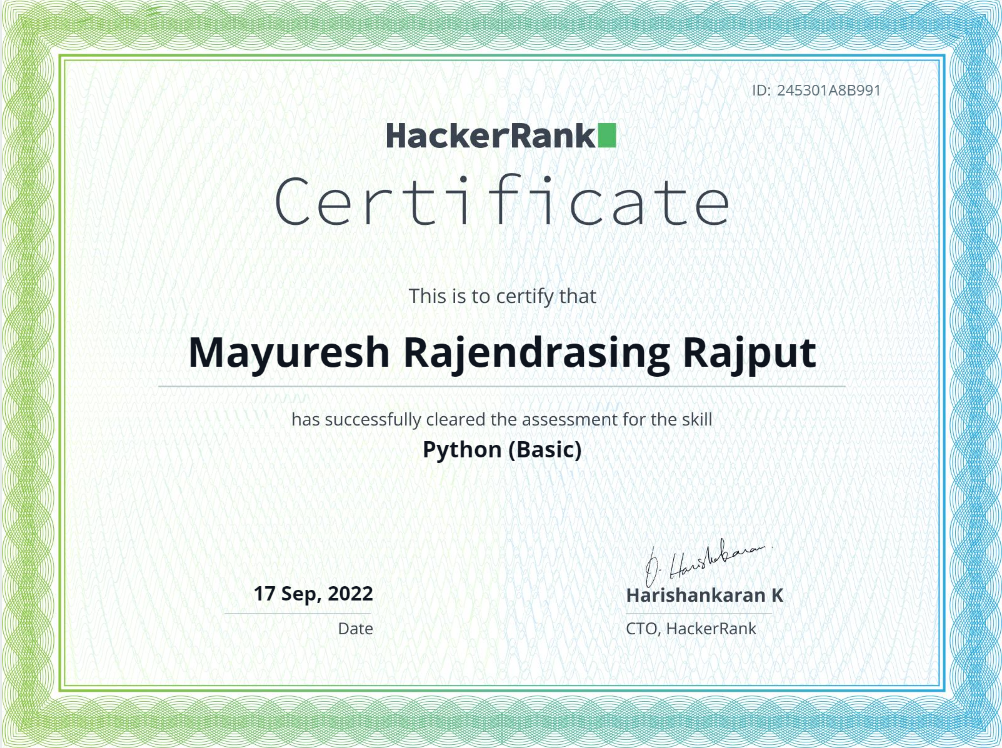 ID: 245301A8B991
HackerRank
Certificate
This is to certify that
Mayuresh Rajendrasing Rajput
has successfully cleared the assessment for the skill
Python (Basic)
17 Sep, 2022
Date
D. Harishankaran
Harishankaran K
CTO, HackerRank